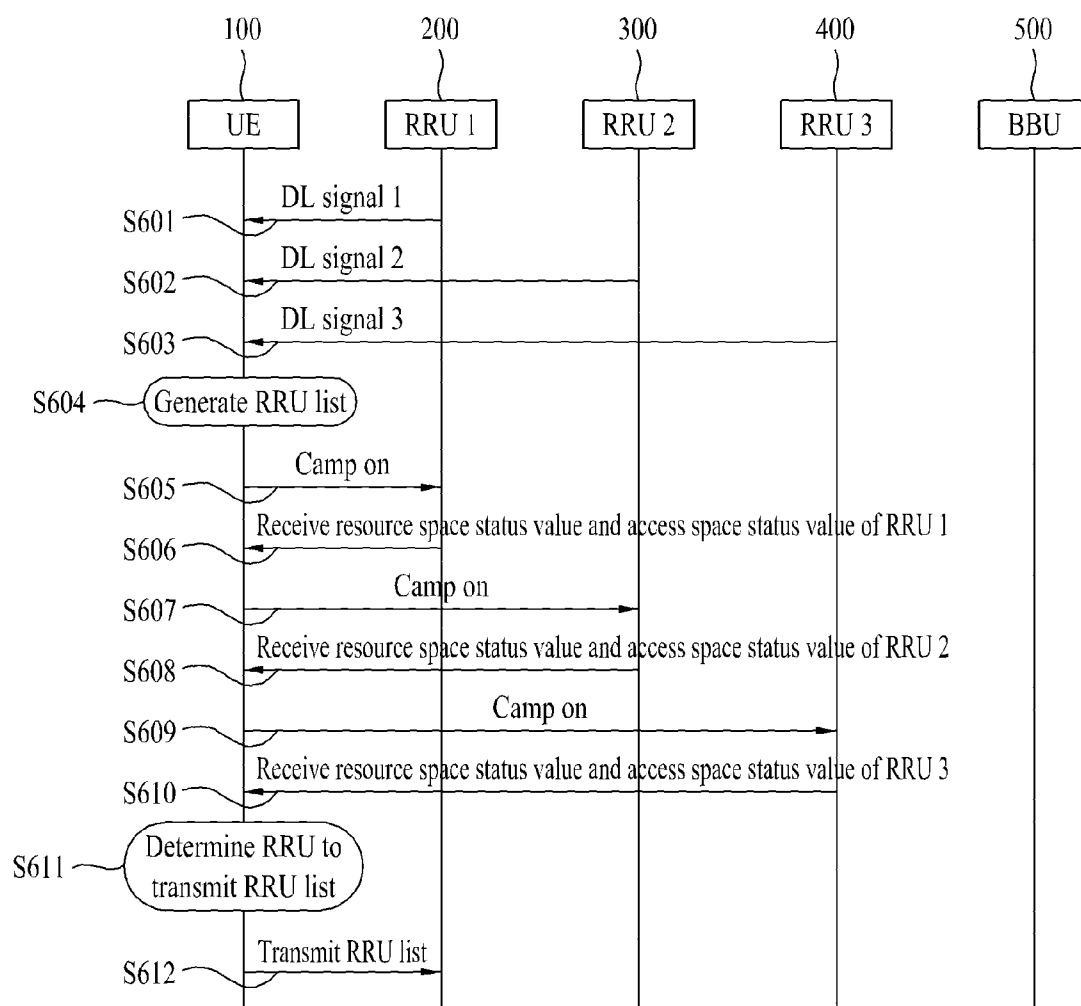 100 200 300 400 500
UE RRU 1 RRU 2 RRU 3 BBU
DL signal 1
S601
DL signal 2
S602
DL signal 3
S603
S604 Generate RRU list
Camp on
S605
Receive resource space status value and access space status value of RRU 1
S606
Camp on
S607
Receive resource space status value and access space status value of RRU 2
S608
Camp on
S609
Receive resource space status value and access space status value of RRU 3
S610
Determine RRU to
S611
transmit RRU list
Transmit RRU list
S612